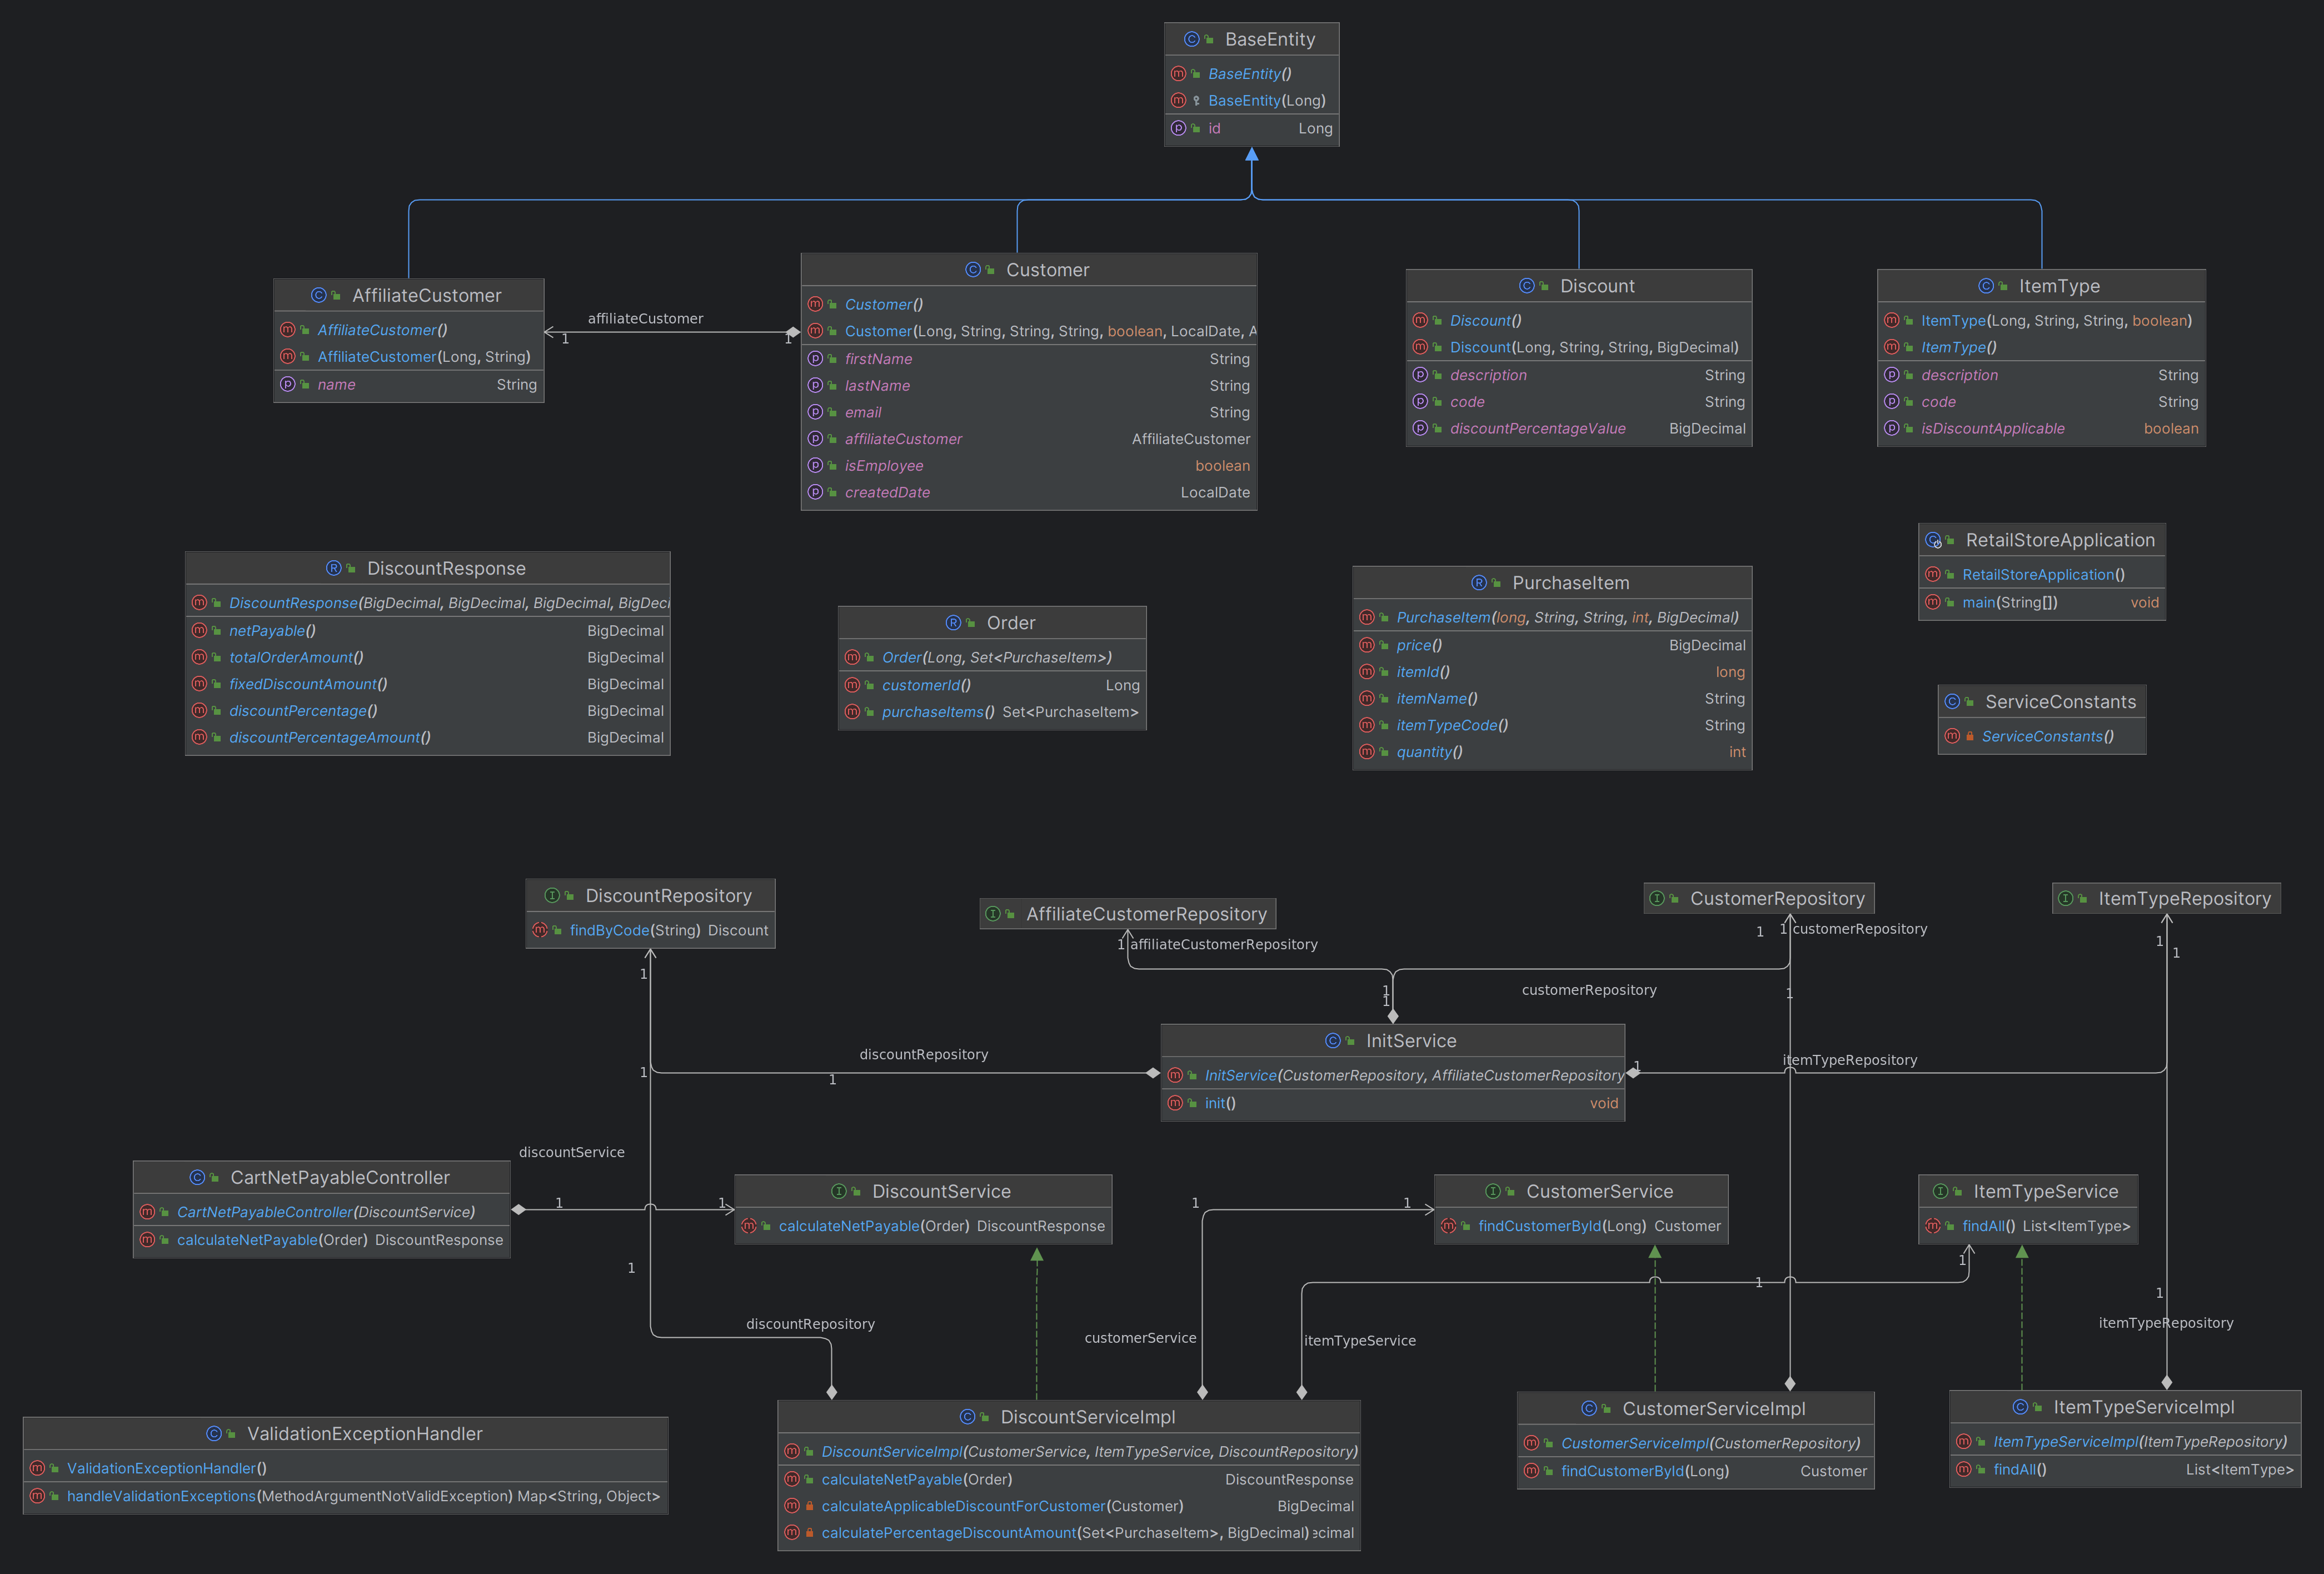 BaseEntity
BaseEntity()
BaseEntity(Long)
id Long
AffiliateCustomer
AffiliateCustomer()
AffiliateCustomer(Long, String)
name String
affiliateCustomer
1
1
Customer
Customer()
Customer(Long, String, String, String, boolean, LocalDate, A
firstName String
lastName String
email String
affiliateCustomer AffiliateCustomer
isEmployee boolean
createdDate LocalDate
Discount
Discount()
Discount(Long, String, String, BigDecimal)
description String
code String
discountPercentageValue BigDecimal
ItemType
ItemType(Long, String, String, boolean)
ItemType()
description String
code String
isDiscountApplicable boolean
DiscountResponse
DiscountResponse(BigDecimal, BigDecimal, BigDecimal, BigDeci
netPayable() BigDecimal
totalOrderAmount() BigDecimal
fixedDiscountAmount() BigDecimal
discountPercentage() BigDecimal
discountPercentageAmount() BigDecimal
Order
Order(Long, Set<PurchaseItem>)
customerId() Long
purchaseItems() Set<PurchaseItem>
PurchaseItem
PurchaseItem(long, String, String, int, BigDecimal)
price() BigDecimal
itemId() long
itemName() String
itemTypeCode() String
quantity() int
RetailStoreApplication
RetailStoreApplication()
main(String[]) void
ServiceConstants
ServiceConstants()
DiscountRepository
findByCode(String) Discount
AffiliateCustomerRepository
CustomerRepository
ItemTypeRepository
1 affiliateCustomerRepository
1
1 customerRepository
1
1
1
1
1
customerRepository
1
InitService
InitService(CustomerRepository, AffiliateCustomerRepository
init() void
discountRepository
1
1
1
itemTypeRepository
discountService
CartNetPayableController
CartNetPayableController(DiscountService)
calculateNetPayable(Order) DiscountResponse
1
1
DiscountService
calculateNetPayable(Order) DiscountResponse
1
1
CustomerService
findCustomerById(Long) Customer
ItemTypeService
findAll() List<ItemType>
1
1
1
1
discountRepository
customerService
itemTypeService
itemTypeRepository
ValidationExceptionHandler
ValidationExceptionHandler()
handleValidationExceptions(MethodArgumentNotValidException) Map<String, Object>
DiscountServiceImpl
DiscountServiceImpl(CustomerService, ItemTypeService, DiscountRepository)
calculateNetPayable(Order) DiscountResponse
calculateApplicableDiscountForCustomer(Customer) BigDecimal
calculatePercentageDiscountAmount(Set<PurchaseItem>, BigDecimal) ecimal
CustomerServiceImpl
CustomerServiceImpl(CustomerRepository)
findCustomerById(Long) Customer
ItemTypeServiceImpl
ItemTypeServiceImpl(ItemTypeRepository)
findAll() List<ItemType>